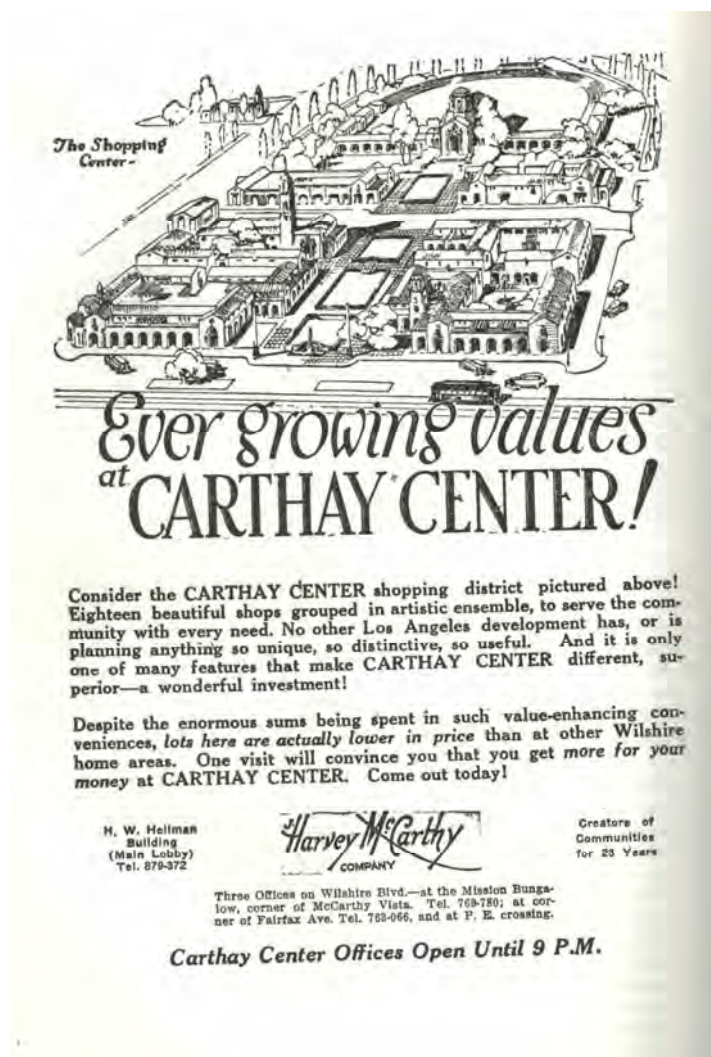 The Shopping
Center-
Ever growing values
at CARTHAY CENTER!
Consider the CARTHAY CENTER shopping district pictured above!
Eighteen beautiful shops grouped in artistic ensemble, to serve the com-
munity with every need. No other Los Angeles development has, or is
planning anything so unique, so distinctive, so useful. And it is only
one of many features that make CARTHAY CENTER different, su-
perior—a wonderful investment!
Despite the enormous sums being spent in such value-enhancing con-
veniences, lots here are actually lower in price than at other Wilshire
home areas. One visit will convince you that you get more for your
money at CARTHAY CENTER. Come out today!
H. W. Hellman
Building
(Main Lobby)
Tel. 879-372
J. Harvey McCarthy
COMPANY
Creators of
Communities
for 23 Years
Three Offices on Wilshire Blvd.—at the Mission Bunga-
low, corner of McCarthy Vista. Tel. 769-780; at cor-
ner of Fairfax Ave. Tel. 763-066, and at P. E. crossing.
Carthay Center Offices Open Until 9 P.M.